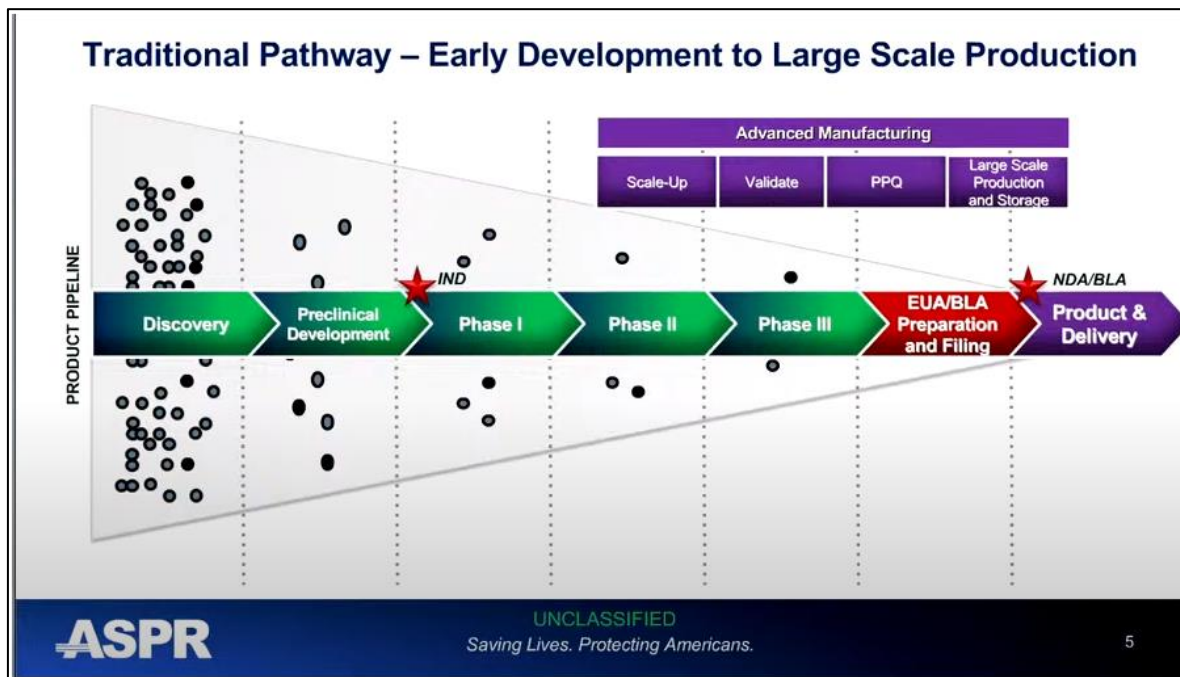 Traditional Pathway – Early Development to Large Scale Production
Advanced Manufacturing
Scale-Up
Validate
PPQ
Large Scale
Production
and Storage
PRODUCT PIPELINE
IND
NDA/BLA
Discovery
Preclinical
Development
Phase I
Phase II
Phase III
EUA/BLA
Preparation
and Filing
Product &
Delivery
ASPR
UNCLASSIFIED
Saving Lives. Protecting Americans.
5